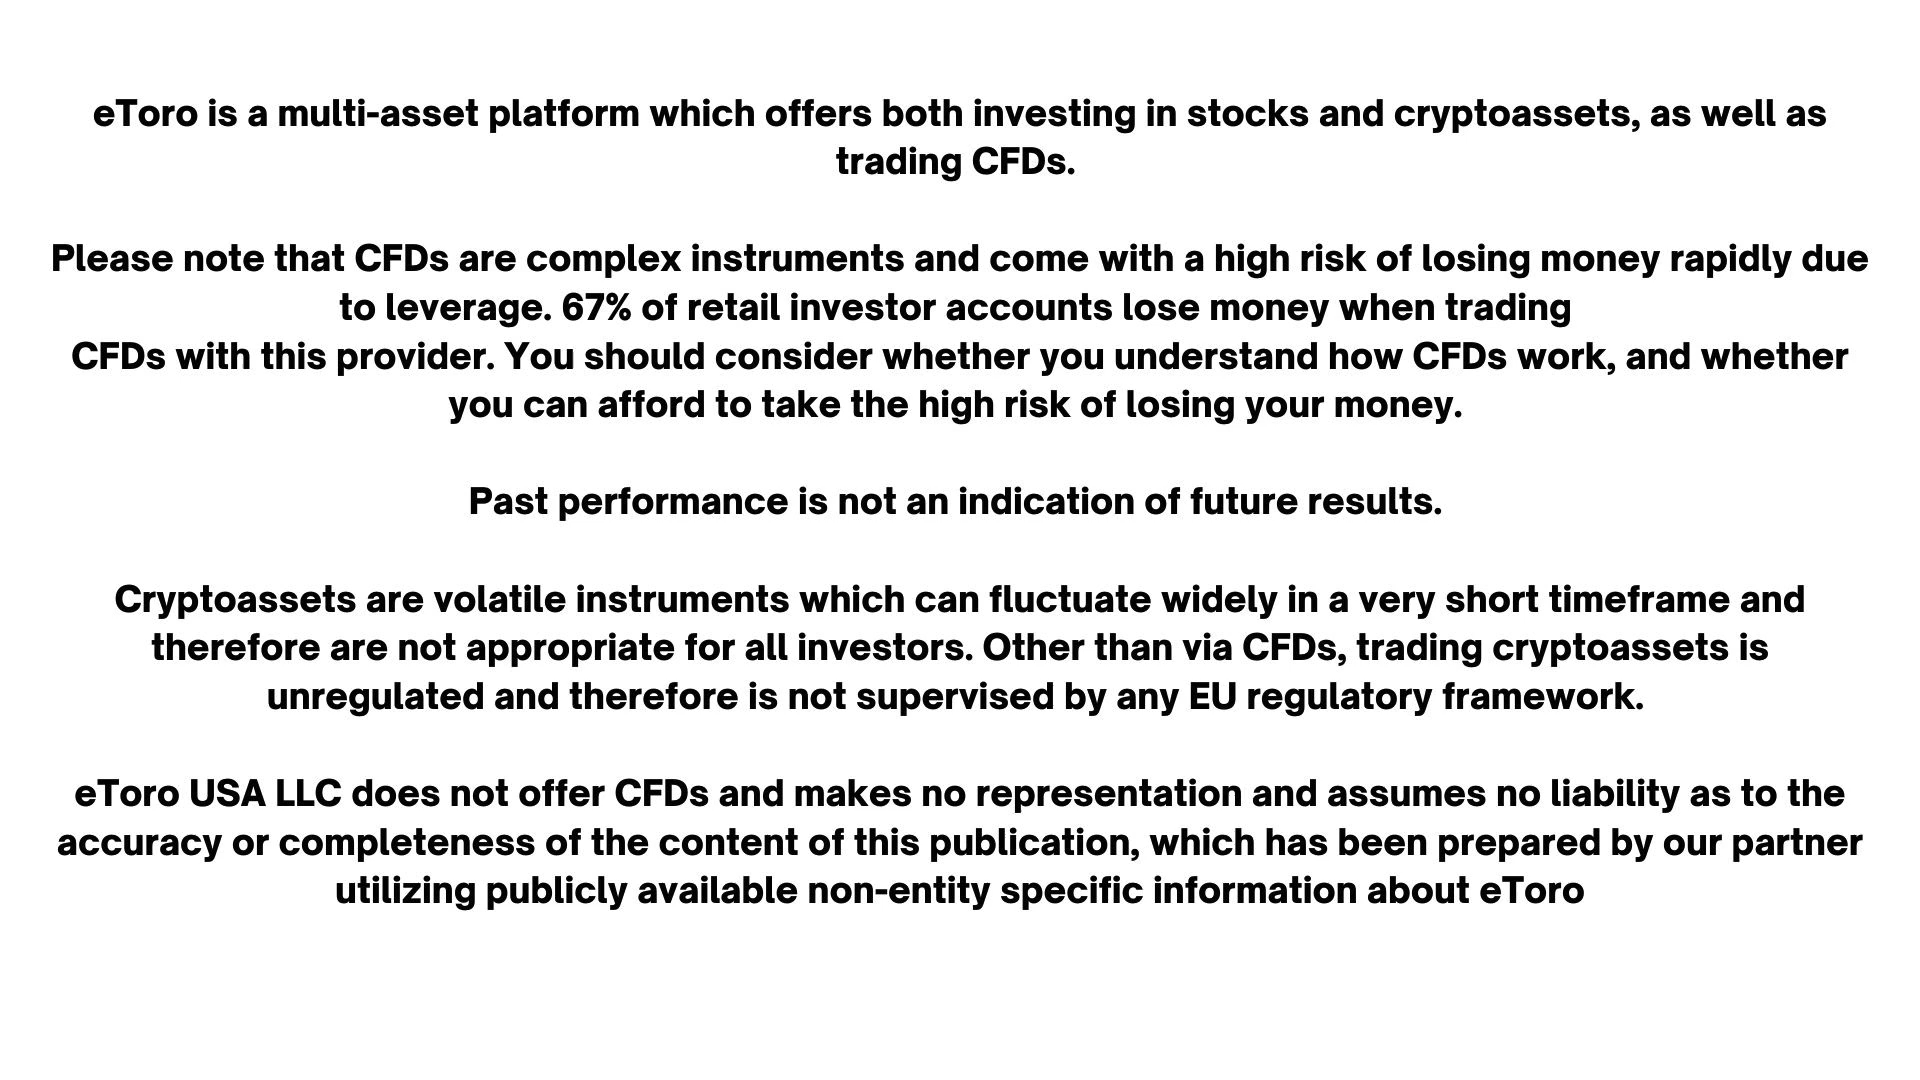 eToro is a multi-asset platform which offers both investing in stocks and cryptoassets, as well as
trading CFDs.
Please note that CFDs are complex instruments and come with a high risk of losing money rapidly due
to leverage. 67% of retail investor accounts lose money when trading
CFDs with this provider. You should consider whether you understand how CFDs work, and whether
you can afford to take the high risk of losing your money.
Past performance is not an indication of future results.
Cryptoassets are volatile instruments which can fluctuate widely in a very short timeframe and
therefore are not appropriate for all investors. Other than via CFDs, trading cryptoassets is
unregulated and therefore is not supervised by any EU regulatory framework.
eToro USA LLC does not offer CFDs and makes no representation and assumes no liability as to the
accuracy or completeness of the content of this publication, which has been prepared by our partner
utilizing publicly available non-entity specific information about eToro